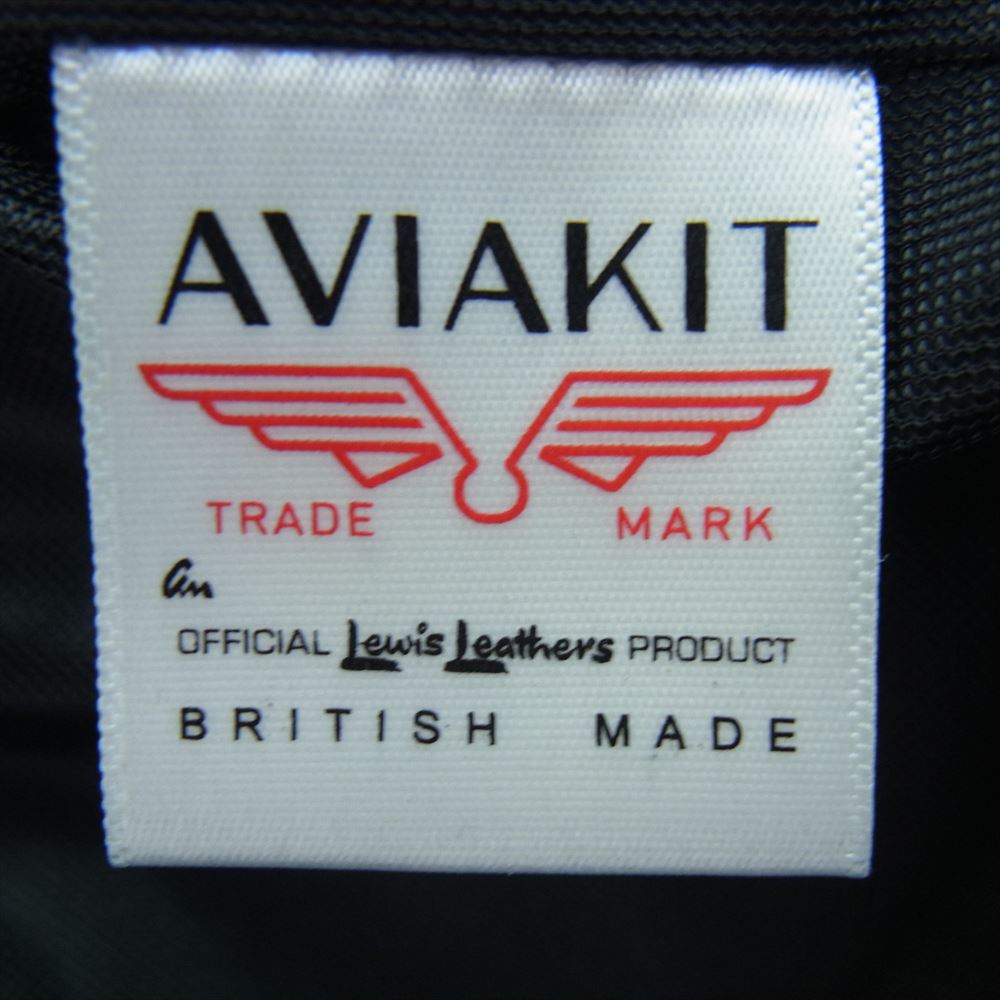 AVIAKIT
TRADE MARK
an
OFFICIAL Lewis Leathers PRODUCT
BRITISH MADE